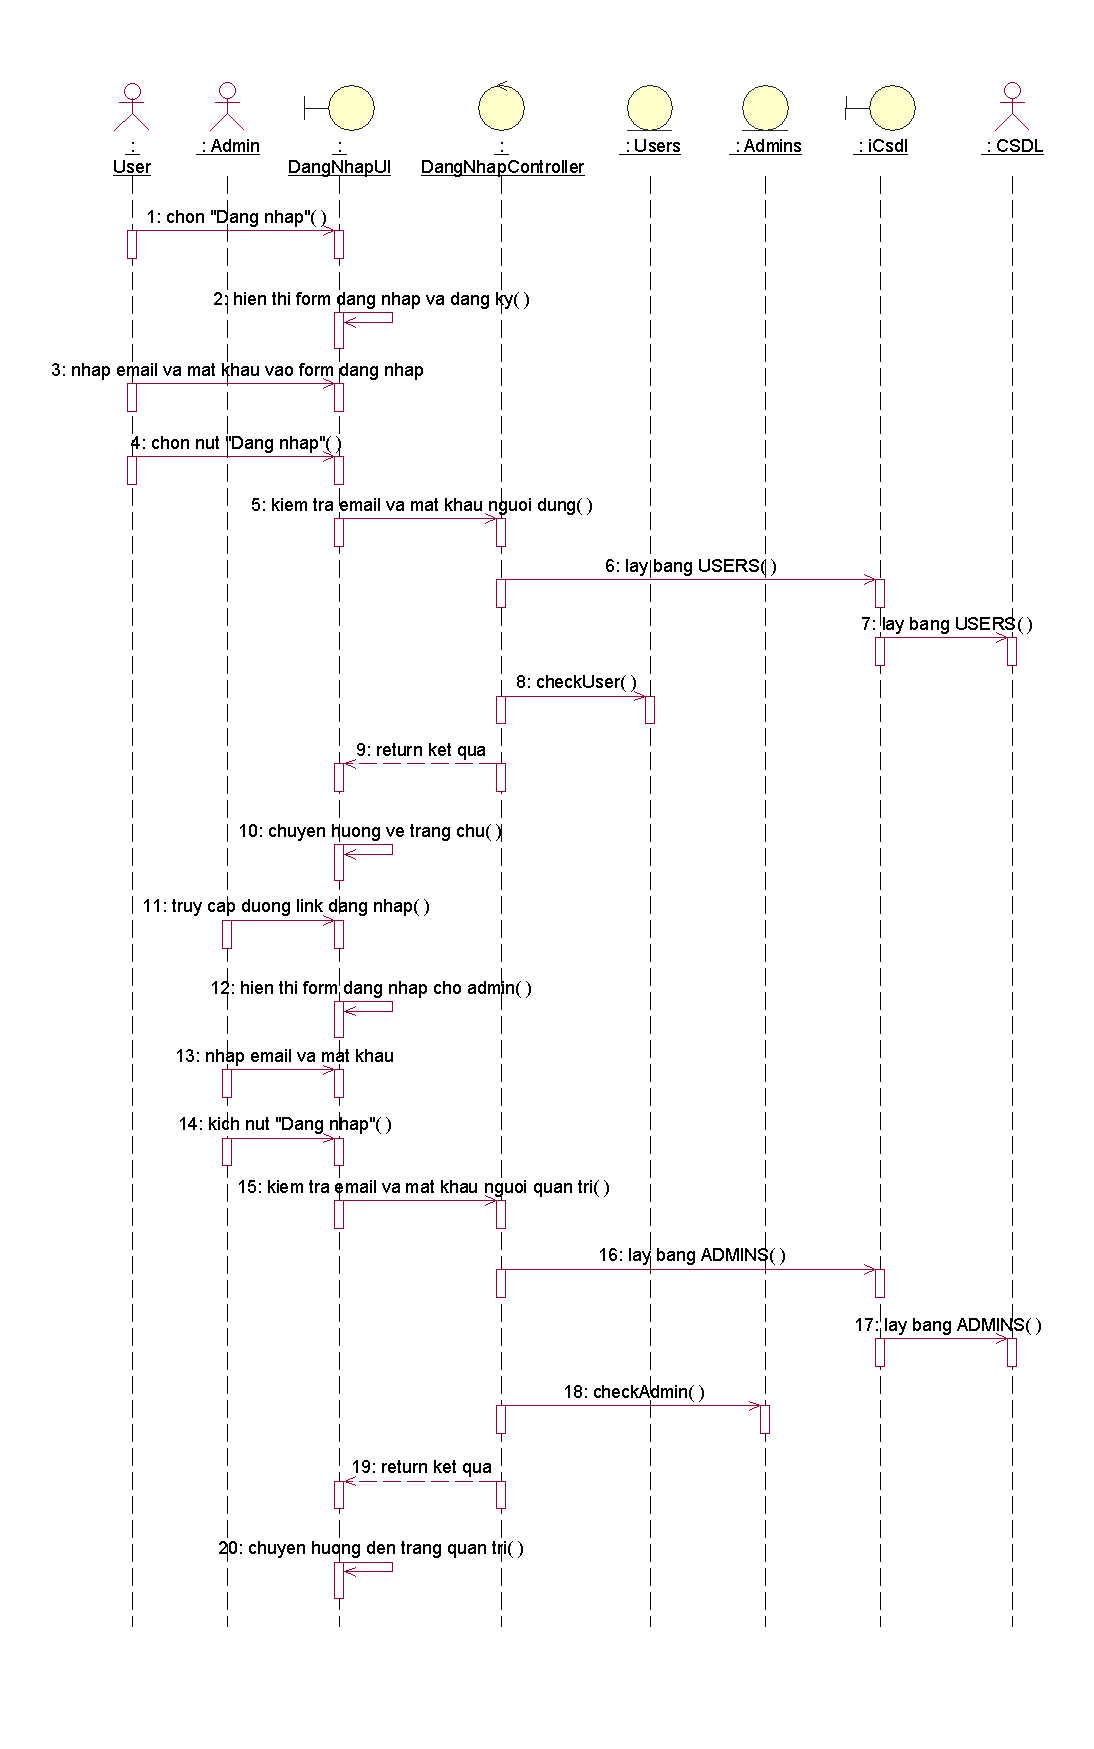 :
User
: Admin
:
DangNhapUI
:
DangNhapController
: Users
: Admins
: iCsdl
: CSDL
1: chon "Dang nhap"( )
2: hien thi form dang nhap va dang ky( )
3: nhap email va mat khau vao form dang nhap
4: chon nut "Dang nhap"( )
5: kiem tra email va mat khau nguoi dung( )
6: lay bang USERS( )
7: lay bang USERS( )
8: checkUser( )
9: return ket qua
10: chuyen huong ve trang chu( )
11: truy cap duong link dang nhap( )
12: hien thi form dang nhap cho admin( )
13: nhap email va mat khau
14: kich nut "Dang nhap"( )
15: kiem tra email va mat khau nguoi quan tri( )
16: lay bang ADMINS( )
17: lay bang ADMINS( )
18: checkAdmin( )
19: return ket qua
20: chuyen huong den trang quan tri( )